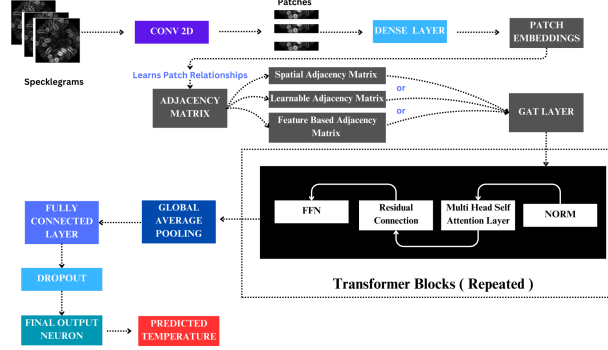 Patches
CONV 2D
DENSE LAYER
PATCH
EMBEDDINGS
Specklegrams
Learns Patch Relationships
ADJACENCY
MATRIX
Spatial Adjacency Matrix
or
Learnable Adjacency Matrix
or
Feature Based Adjacency
Matrix
GAT LAYER
FFN
Residual
Connection
Multi Head Self
Attention Layer
NORM
Transformer Blocks ( Repeated )
GLOBAL
AVERAGE
POOLING
FULLY
CONNECTED
LAYER
DROPOUT
FINAL OUTPUT
NEURON
PREDICTED
TEMPERATURE